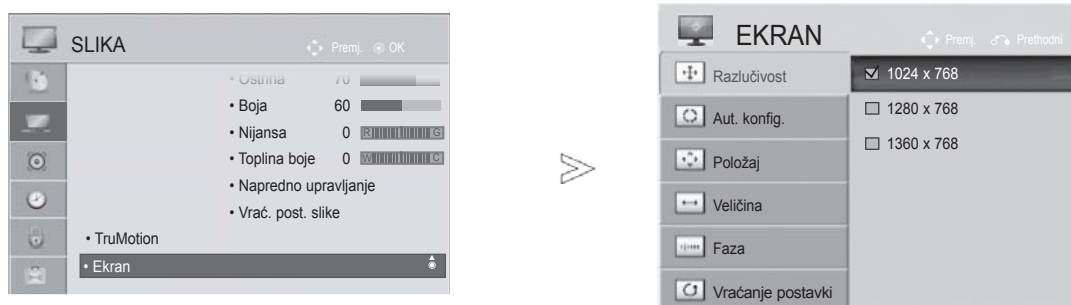 SLIKA
Premj. OK
• Oštrina 70
• Boja 60
• Nijansa 0 R G
• Toplina boje 0 W C
• Napredno upravljanje
• Vrać. post. slike
• TruMotion
• Ekran
EKRAN
Premj. Prethodni
Razlučivost
Aut. konfig.
Položaj
Veličina
Faza
Vraćanje postavki
1024 x 768
1280 x 768
1360 x 768